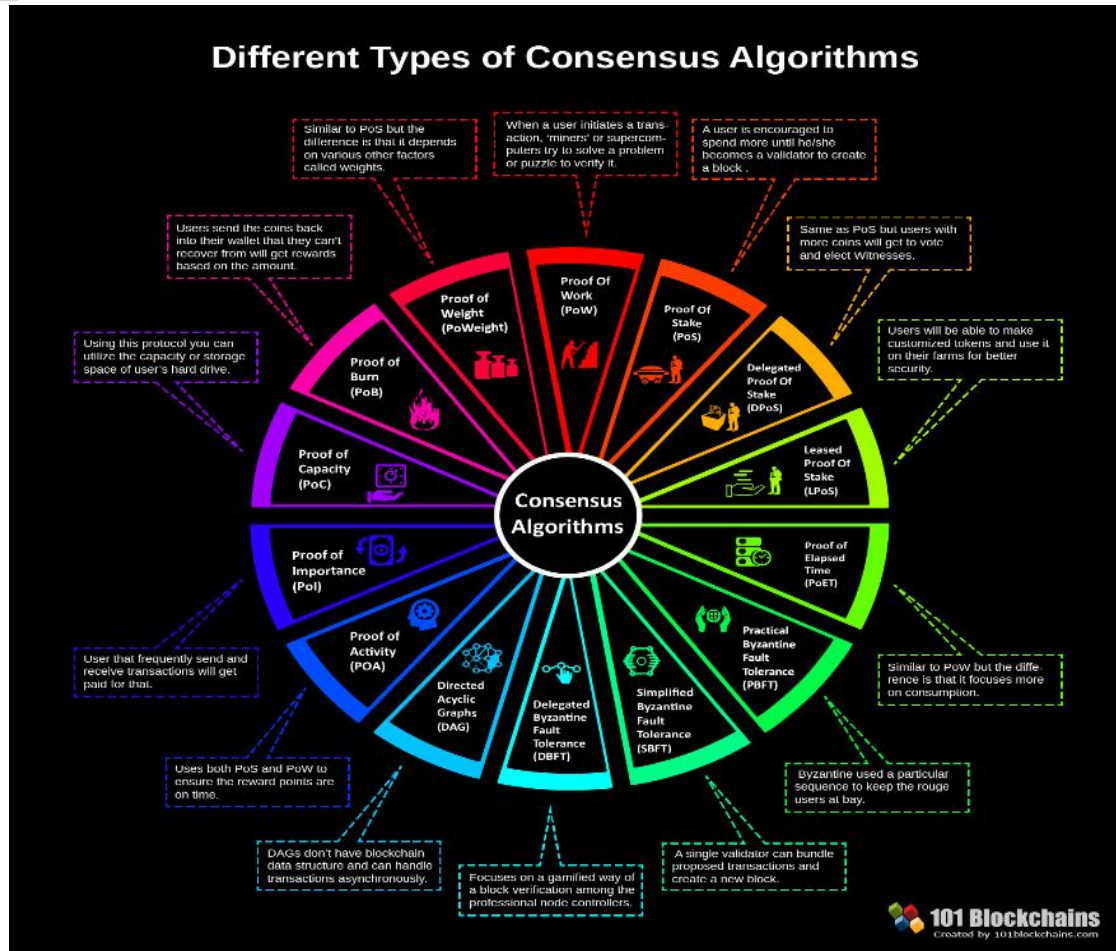 Different Types of Consensus Algorithms
Similar to PoS but the
difference is that it depends
on various other factors
called weights.
When a user initiates a trans-
action, 'miners' or supercom-
puters try to solve a problem
or puzzle to verify it.
A user is encouraged to
spend more until he/she
becomes a validator to create
a block .
Users send the coins back
into their wallet that they can't
recover from will get rewards
based on the amount.
Same as PoS but users with
more coins will get to vote
and elect Witnesses.
Using this protocol you can
utilize the capacity or storage
space of user's hard drive.
Users will be able to make
customized tokens and use it
on their farms for better
security.
Proof of
Weight
(PoWeight)
Proof Of
Work
(PoW)
Proof Of
Stake
(PoS)
Proof of
Burn
(PoB)
Delegated
Proof Of
Stake
(DPoS)
Proof of
Capacity
(PoC)
Leased
Proof Of
Stake
(LPoS)
Consensus
Algorithms
Proof of
Importance
(PoI)
Proof of
Elapsed
Time
(PoET)
Proof of
Activity
(POA)
Practical
Byzantine
Fault
Tolerance
(PBFT)
Directed
Acyclic
Graphs
(DAG)
Delegated
Byzantine
Fault
Tolerance
(DBFT)
Simplified
Byzantine
Fault
Tolerance
(SBFT)
User that frequently send and
receive transactions will get
paid for that.
Similar to PoW but the diffe-
rence is that it focuses more
on consumption.
Uses both PoS and PoW to
ensure the reward points are
on time.
Byzantine used a particular
sequence to keep the rouge
users at bay.
DAGs don't have blockchain
data structure and can handle
transactions asynchronously.
Focuses on a gamified way of
a block verification among the
professional node controllers.
A single validator can bundle
proposed transactions and
create a new block.
101 Blockchains
Created by 101blockchains.com